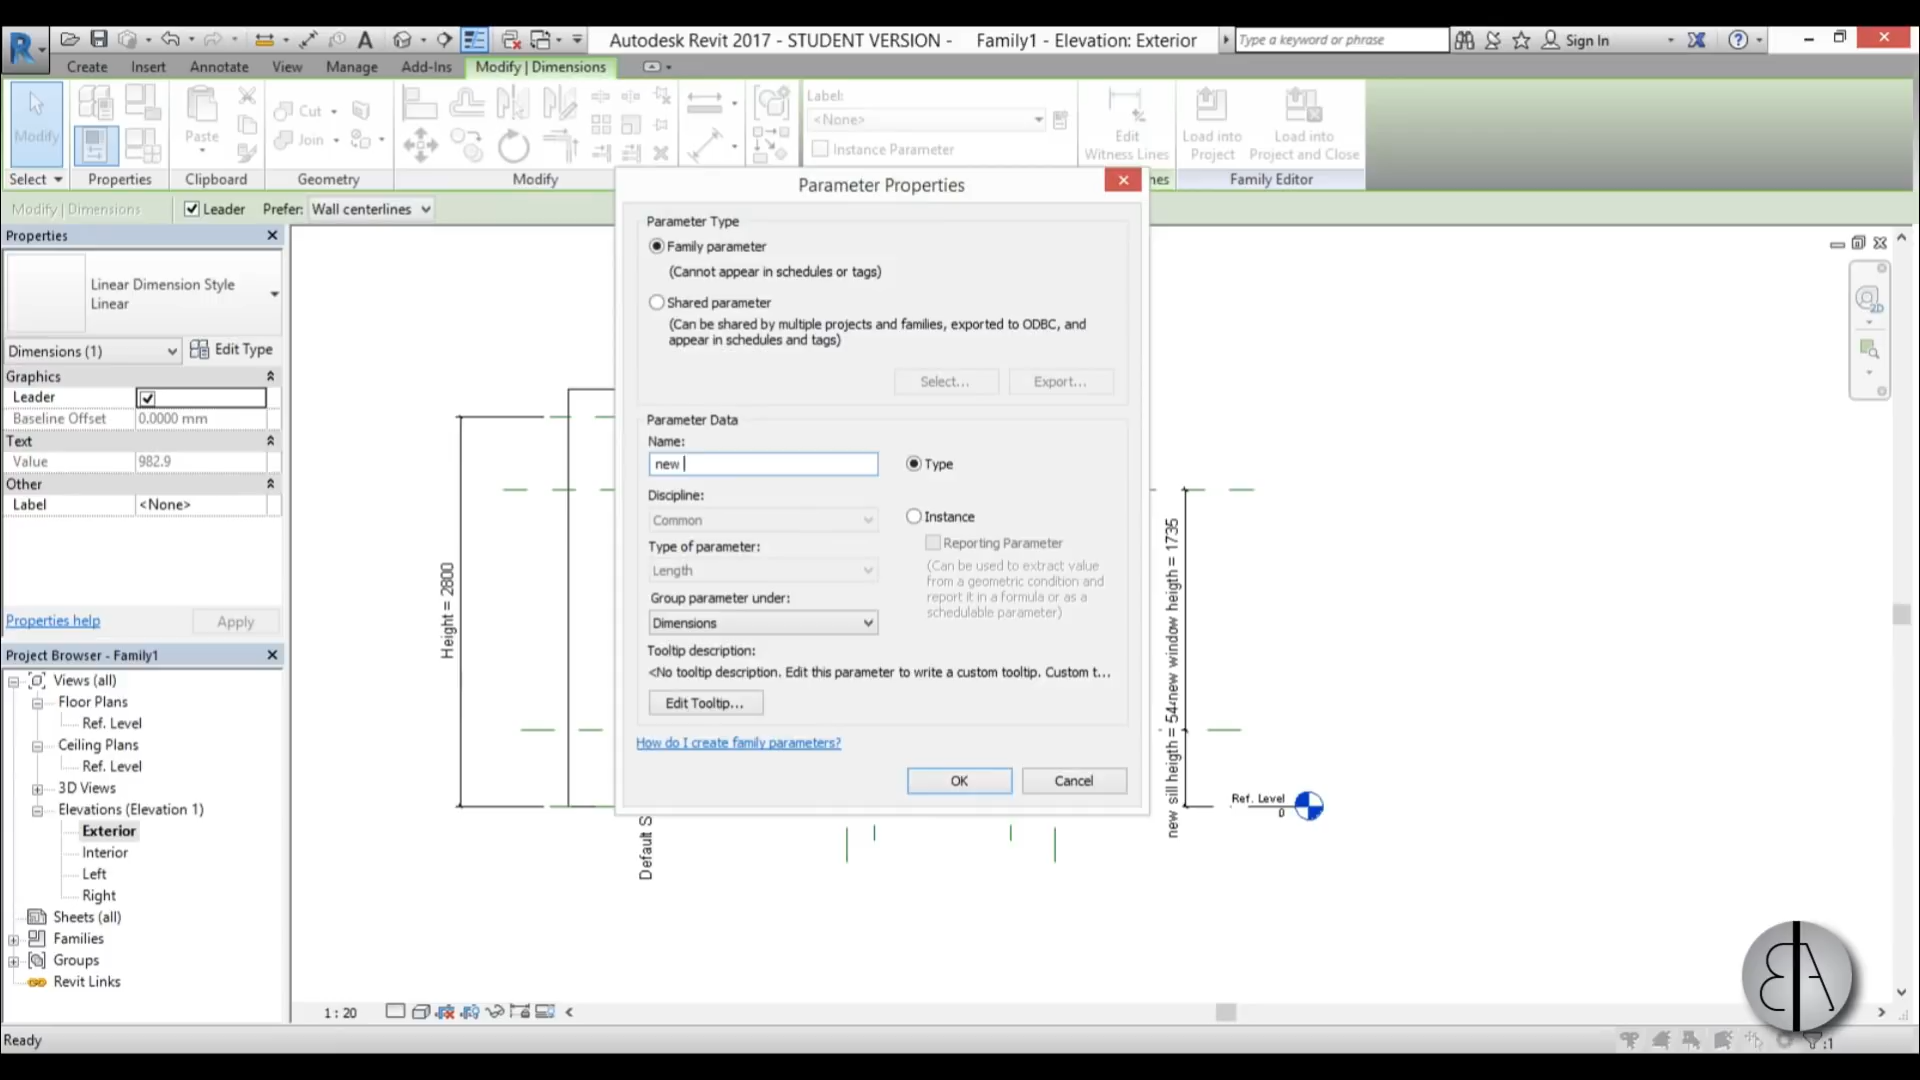 Autodesk Revit 2017 - STUDENT VERSION - Family1 - Elevation: Exterior
Type a keyword or phrase
Sign In
Create Insert Annotate View Manage Add-Ins Modify | Dimensions
Modify
Paste
Cut
Join
Label:
<None>
Instance Parameter
Edit
Witness Lines
Load into
Project
Load into
Project and Close
Select Properties Clipboard Geometry Modify
nes
Family Editor
Modify | Dimensions
Leader
Prefer: Wall centerlines
Properties
Linear Dimension Style
Linear
Dimensions (1)
Edit Type
Graphics
Leader
Baseline Offset 0.0000 mm
Text
Value 982.9
Other
Label <None>
Properties help
Apply
Project Browser - Family1
Views (all)
Floor Plans
Ref. Level
Ceiling Plans
Ref. Level
3D Views
Elevations (Elevation 1)
Exterior
Interior
Left
Right
Sheets (all)
Families
Groups
Revit Links
Parameter Properties
Parameter Type
Family parameter
(Cannot appear in schedules or tags)
Shared parameter
(Can be shared by multiple projects and families, exported to ODBC, and
appear in schedules and tags)
Select...
Export...
Parameter Data
Name:
new
Type
Discipline:
Common
Instance
Reporting Parameter
Type of parameter:
Length
(Can be used to extract value
from a geometric condition and
report it in a formula or as a
schedulable parameter)
Group parameter under:
Dimensions
Tooltip description:
<No tooltip description. Edit this parameter to write a custom tooltip. Custom t...
Edit Tooltip...
How do I create family parameters?
OK
Cancel
Height = 2800
Default S
new window heigth = 1735
new sill heigth = 54
Ref. Level
0
2D
1 : 20
Ready
:1